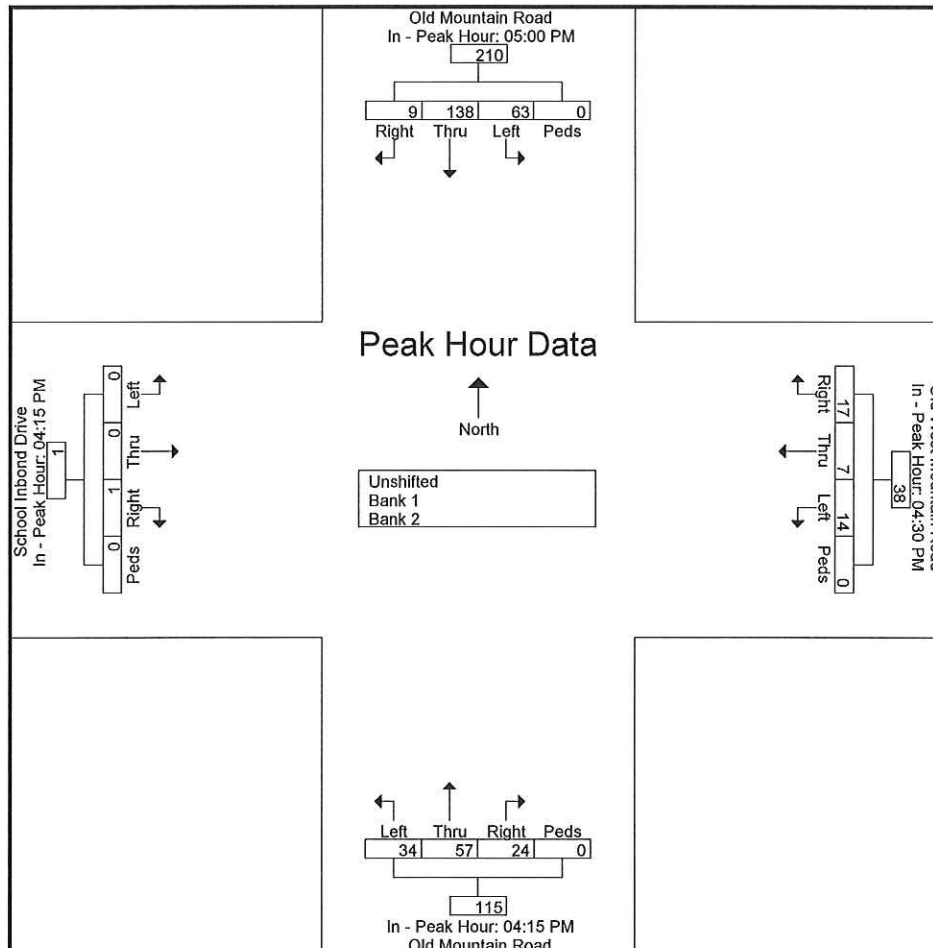 Old Mountain Road
In - Peak Hour: 05:00 PM
210
9 138 63 0
Right Thru Left Peds
Peak Hour Data
North
Unshifted
Bank 1
Bank 2
School Inbond Drive
In - Peak Hour: 04:15 PM
1
0 0 1 0
Left Thru Right Peds
Old West Mountain Road
In - Peak Hour: 04:30 PM
38
17 7 14 0
Right Thru Left Peds
Left Thru Right Peds
34 57 24 0
115
In - Peak Hour: 04:15 PM
Old Mountain Road